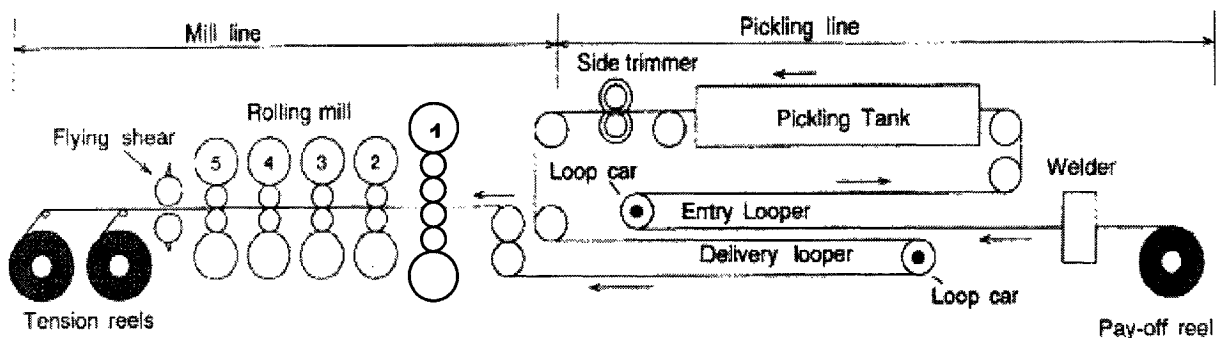 Mill line
Pickling line
Side trimmer
Rolling mill
1
Pickling Tank
Flying shear
5 4 3 2
Loop car
Welder
Entry Looper
Delivery looper
Loop car
Tension reels
Pay-off reel